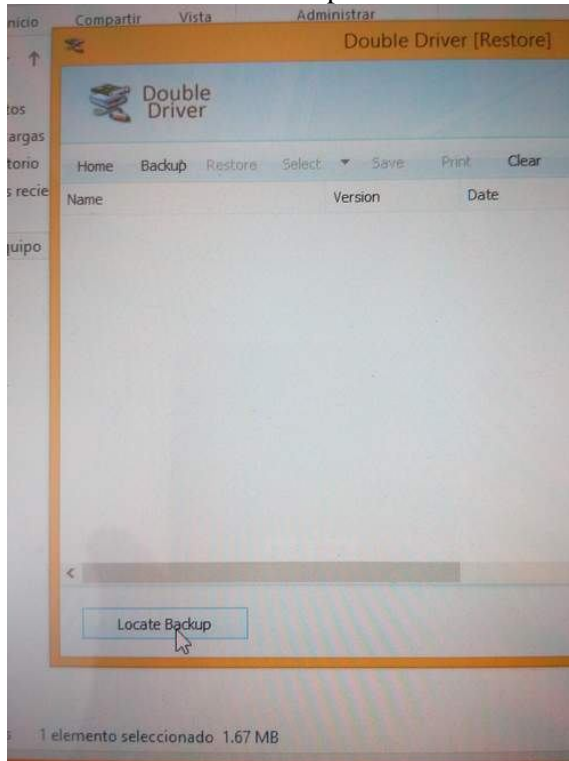 nicio Compartir Vista Administrar
Double Driver [Restore]
Double
Driver
tos
argas
torio
s recie
quipo
Home Backup Restore Select Save Print Clear
Name Version Date
Locate Backup
s 1 elemento seleccionado 1.67 MB